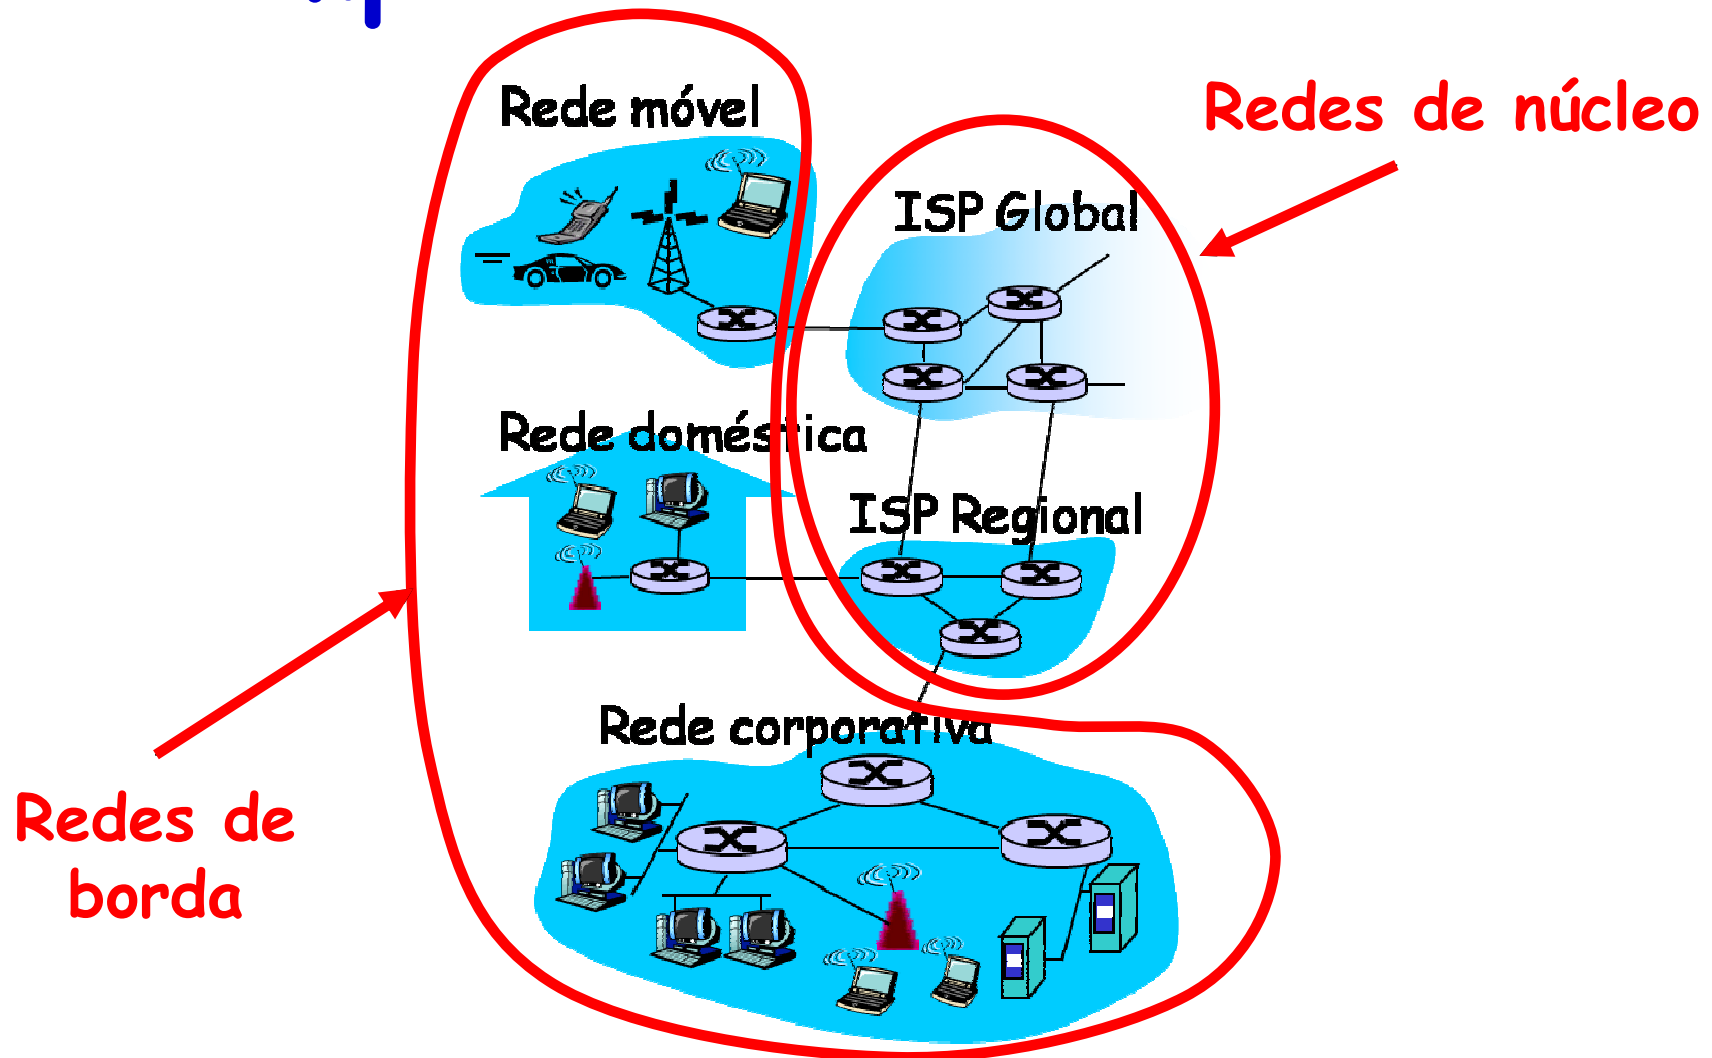 Rede móvel
Redes de núcleo
ISP Global
Rede doméstica
ISP Regional
Rede corporativa
Redes de
borda